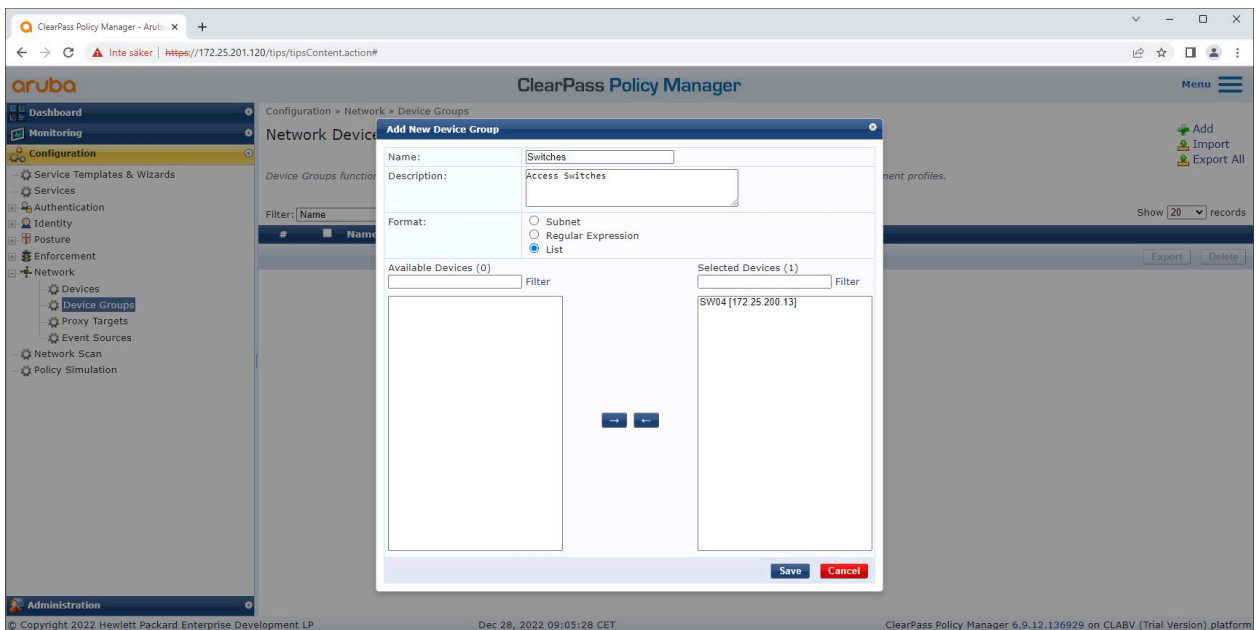 ClearPass Policy Manager - Arub
Inte säker | https://172.25.201.120/tips/tipsContent.action#
aruba
ClearPass Policy Manager
Menu
Dashboard
Monitoring
Configuration
Service Templates & Wizards
Services
Authentication
Identity
Posture
Enforcement
Network
Devices
Device Groups
Proxy Targets
Event Sources
Network Scan
Policy Simulation
Administration
Configuration » Network » Device Groups
Network Device
Add
Import
Export All
Device Groups function
nent profiles.
Filter: Name
Show 20 records
# Name
Export Delete
Add New Device Group
Name: Switches
Description: Access Switches
Format: Subnet
Regular Expression
List
Available Devices (0) Selected Devices (1)
Filter Filter
SW04 [172.25.200.13]
→ ←
Save Cancel
© Copyright 2022 Hewlett Packard Enterprise Development LP Dec 28, 2022 09:05:28 CET ClearPass Policy Manager 6.9.12.136929 on CLABV (Trial Version) platform